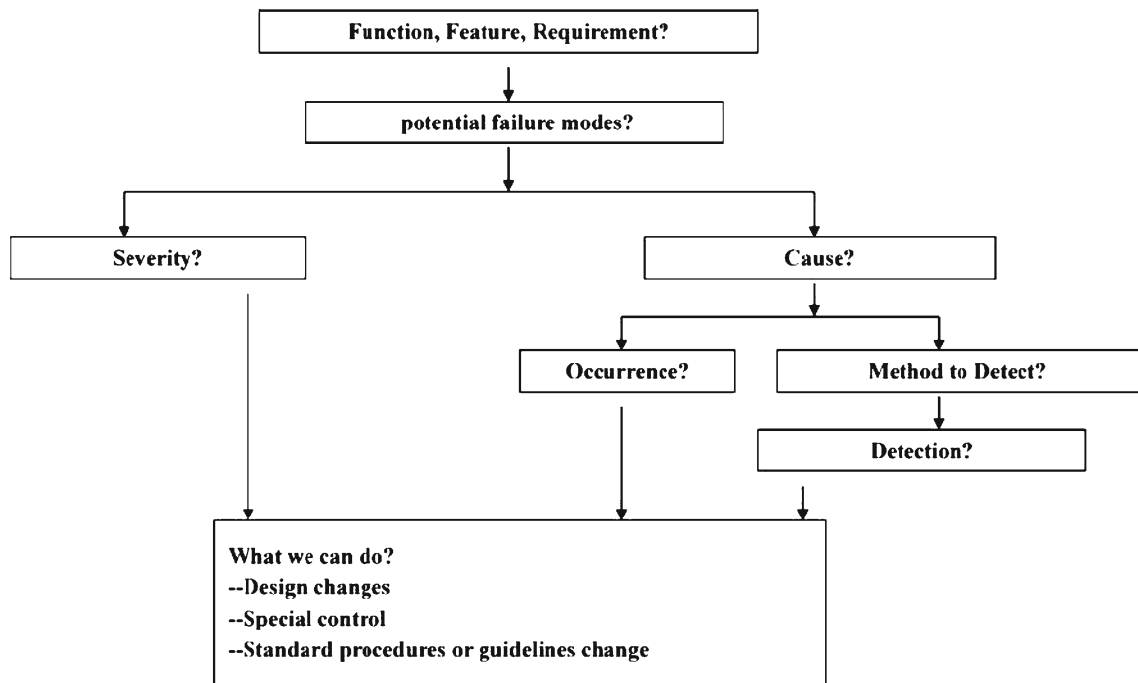 Function, Feature, Requirement?
potential failure modes?
Severity?
Cause?
Occurrence?
Method to Detect?
Detection?
What we can do?
--Design changes
--Special control
--Standard procedures or guidelines change